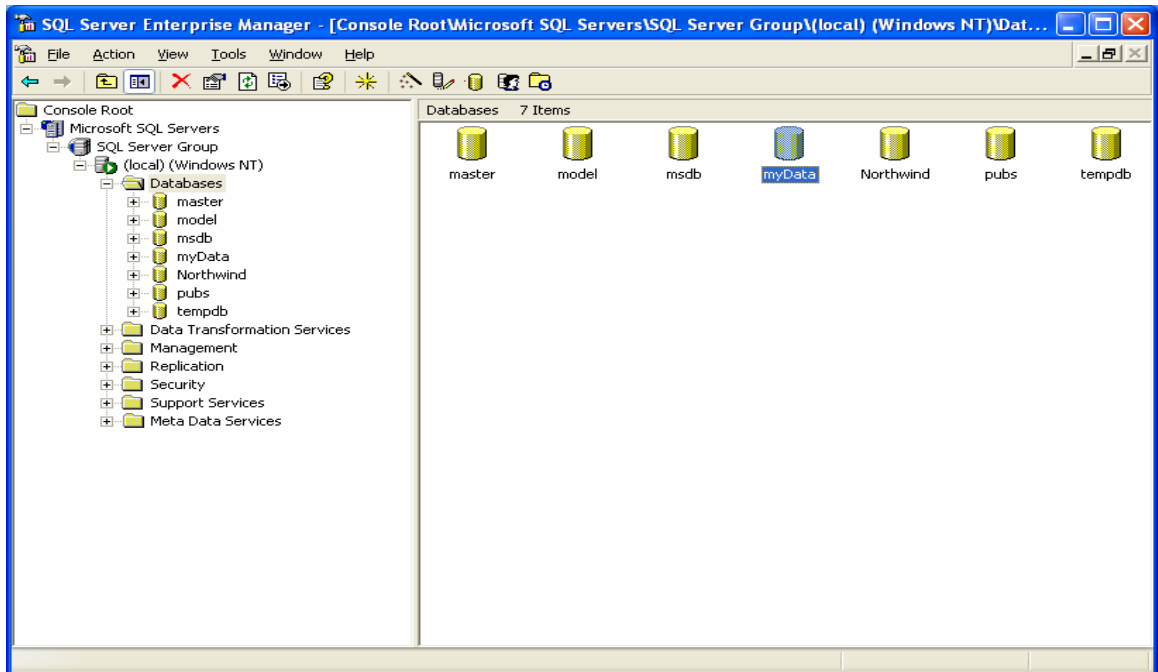 SQL Server Enterprise Manager - [Console Root\Microsoft SQL Servers\SQL Server Group\(local) (Windows NT)\Dat...
File Action View Tools Window Help
Console Root
Microsoft SQL Servers
SQL Server Group
(local) (Windows NT)
Databases
master
model
msdb
myData
Northwind
pubs
tempdb
Data Transformation Services
Management
Replication
Security
Support Services
Meta Data Services
Databases 7 Items
master model msdb myData Northwind pubs tempdb